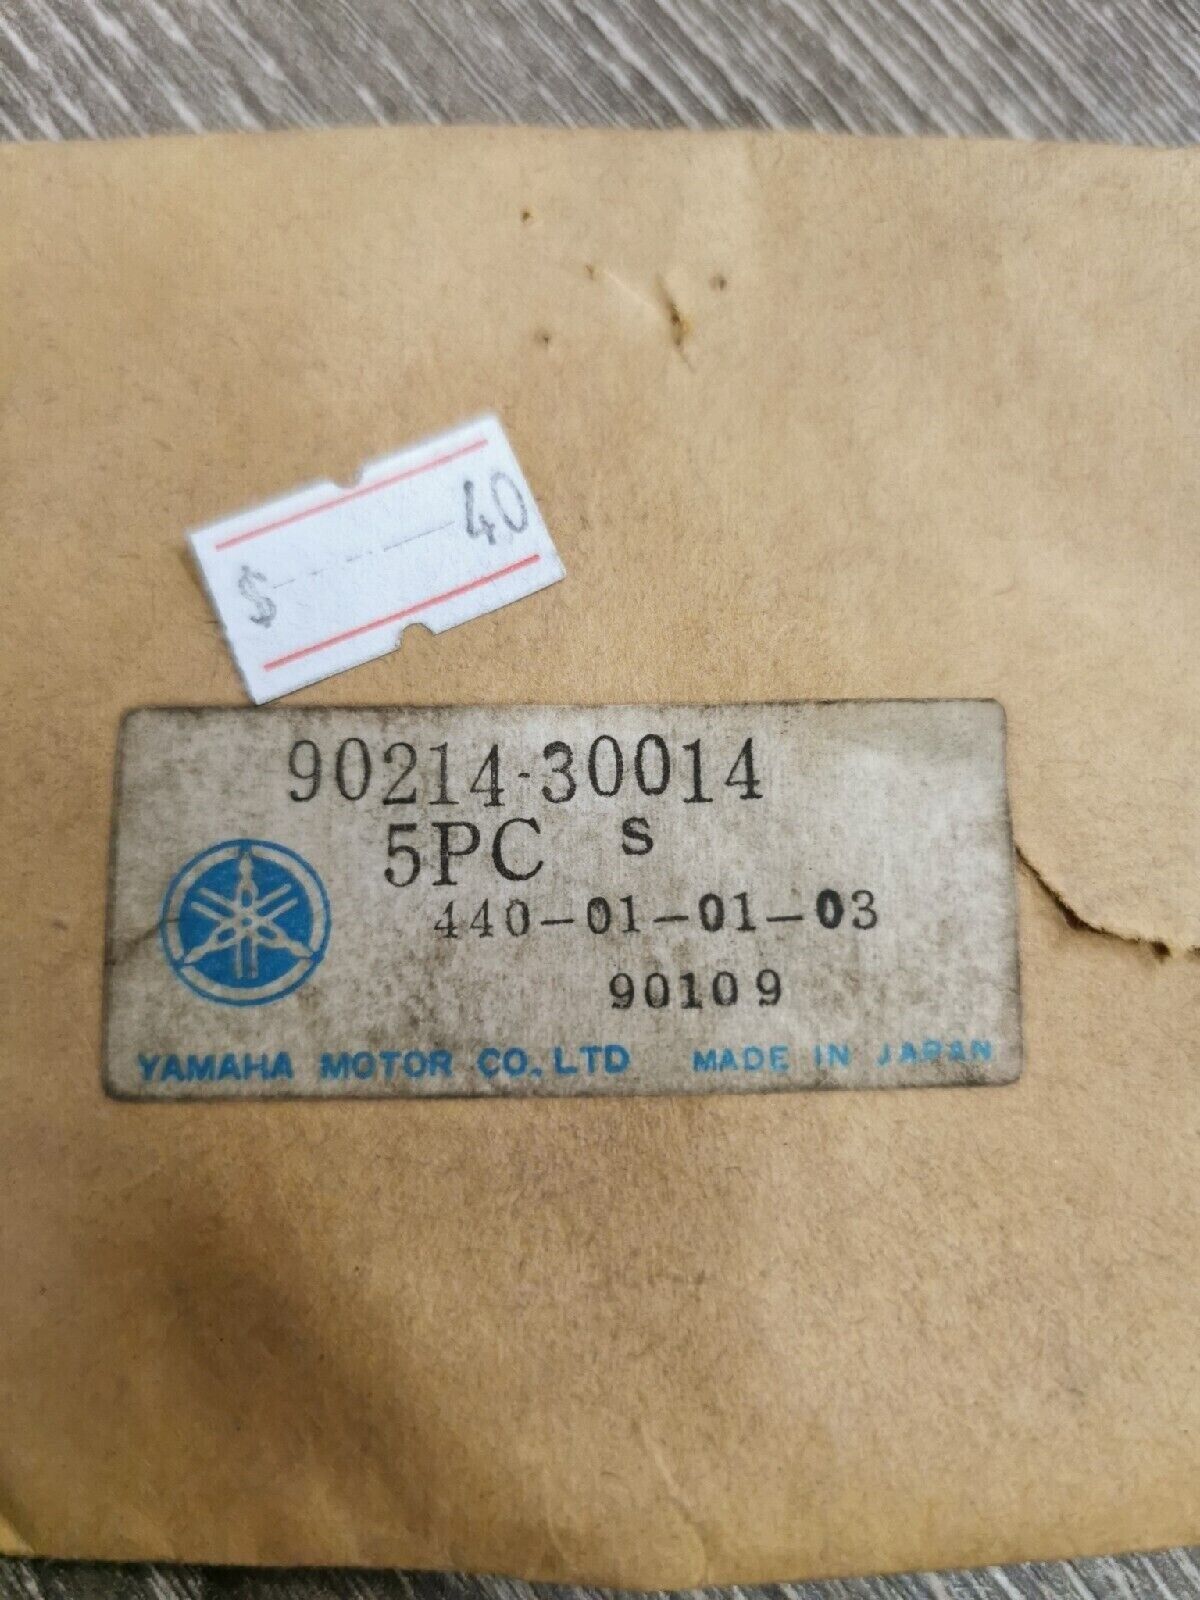 $ 40
90214-30014
5PC S
440-01-01-03
90109
YAMAHA MOTOR CO. LTD MADE IN JAPAN